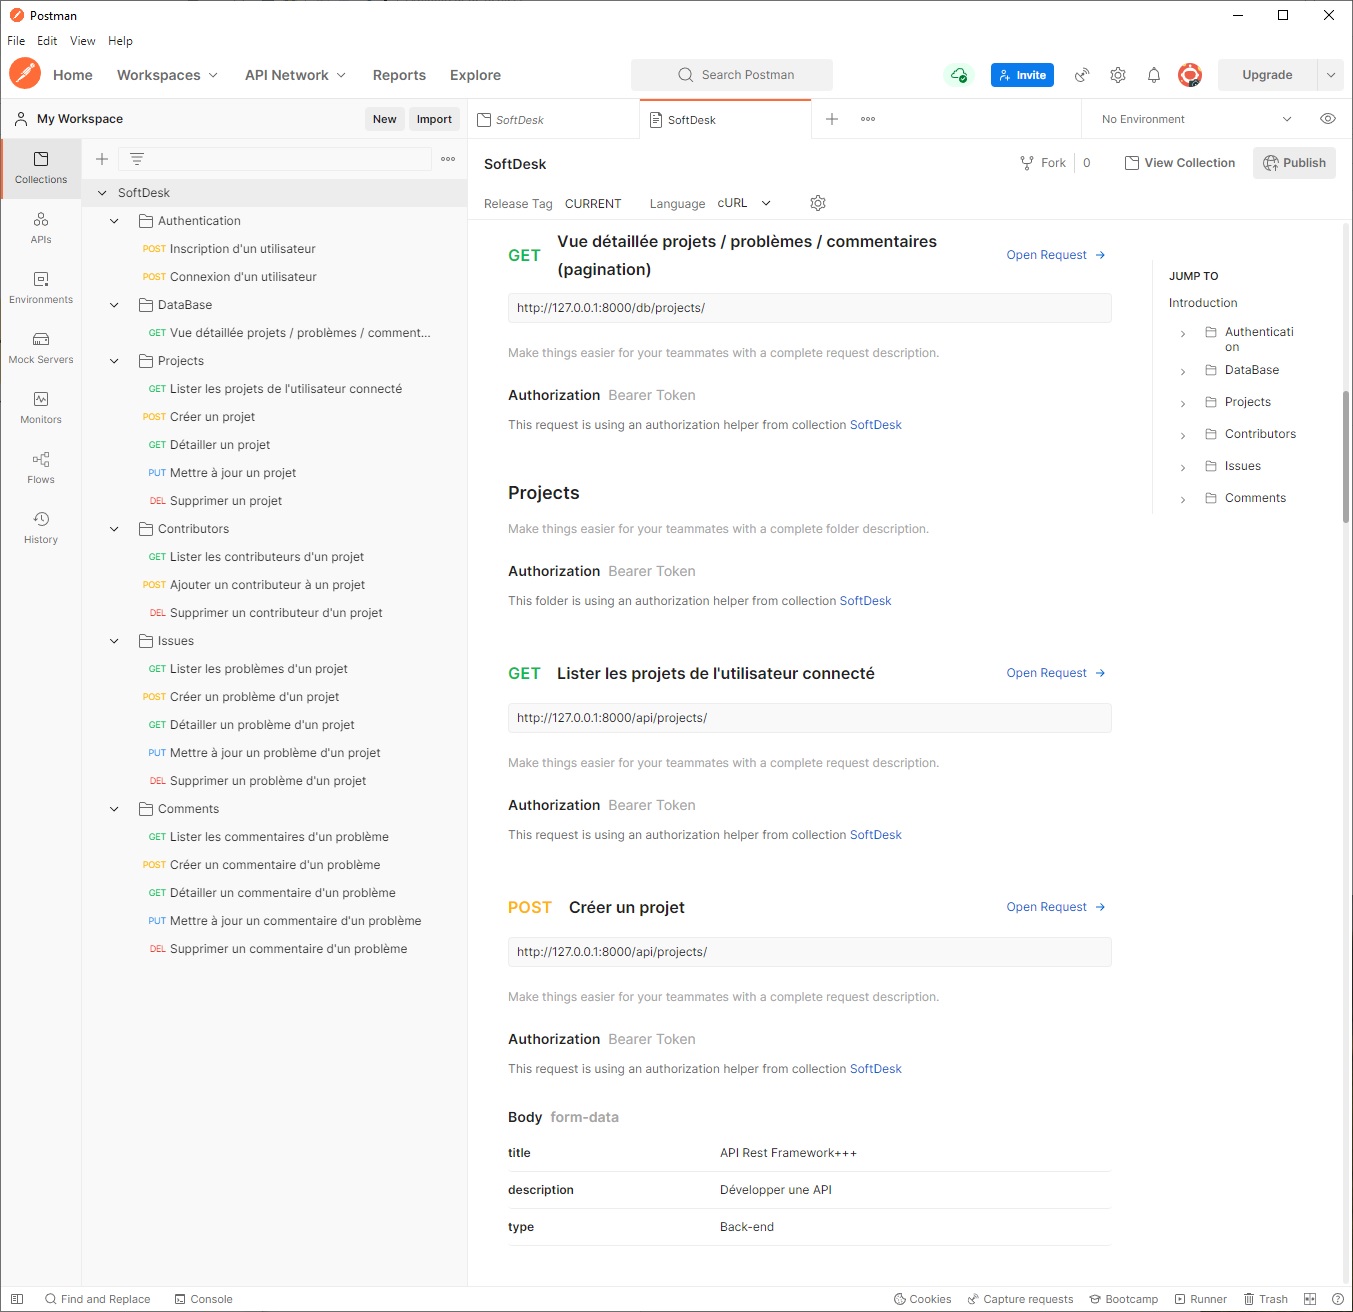 Postman
File Edit View Help
Home Workspaces API Network Reports Explore Search Postman Invite Upgrade
My Workspace New Import SoftDesk SoftDesk No Environment
Collections
APIs
Environments
Mock Servers
Monitors
Flows
History
SoftDesk
Authentication
POST Inscription d'un utilisateur
POST Connexion d'un utilisateur
DataBase
GET Vue détaillée projets / problèmes / comment...
Projects
GET Lister les projets de l'utilisateur connecté
POST Créer un projet
GET Détailler un projet
PUT Mettre à jour un projet
DEL Supprimer un projet
Contributors
GET Lister les contributeurs d'un projet
POST Ajouter un contributeur à un projet
DEL Supprimer un contributeur d'un projet
Issues
GET Lister les problèmes d'un projet
POST Créer un problème d'un projet
GET Détailler un problème d'un projet
PUT Mettre à jour un problème d'un projet
DEL Supprimer un problème d'un projet
Comments
GET Lister les commentaires d'un problème
POST Créer un commentaire d'un problème
GET Détailler un commentaire d'un problème
PUT Mettre à jour un commentaire d'un problème
DEL Supprimer un commentaire d'un problème
SoftDesk Fork 0 View Collection Publish
Release Tag CURRENT Language cURL
GET Vue détaillée projets / problèmes / commentaires
(pagination)
Open Request →
http://127.0.0.1:8000/db/projects/
Make things easier for your teammates with a complete request description.
Authorization Bearer Token
This request is using an authorization helper from collection SoftDesk
Projects
Make things easier for your teammates with a complete folder description.
Authorization Bearer Token
This folder is using an authorization helper from collection SoftDesk
GET Lister les projets de l'utilisateur connecté Open Request →
http://127.0.0.1:8000/api/projects/
Make things easier for your teammates with a complete request description.
Authorization Bearer Token
This request is using an authorization helper from collection SoftDesk
POST Créer un projet Open Request →
http://127.0.0.1:8000/api/projects/
Make things easier for your teammates with a complete request description.
Authorization Bearer Token
This request is using an authorization helper from collection SoftDesk
Body form-data
title API Rest Framework+++
description Développer une API
type Back-end
JUMP TO
Introduction
Authenticati
on
DataBase
Projects
Contributors
Issues
Comments
Find and Replace Console Cookies Capture requests Bootcamp Runner Trash